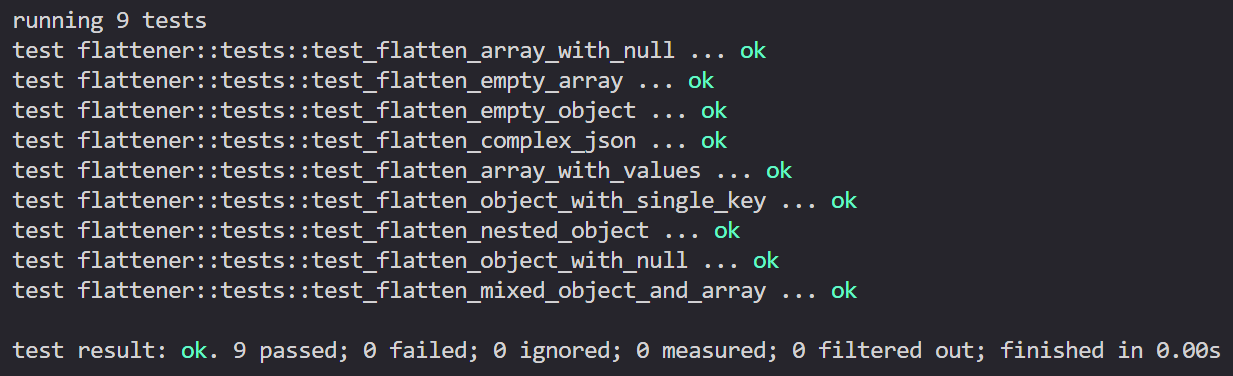 running 9 tests
test flattener::tests::test_flatten_array_with_null ... ok
test flattener::tests::test_flatten_empty_array ... ok
test flattener::tests::test_flatten_empty_object ... ok
test flattener::tests::test_flatten_complex_json ... ok
test flattener::tests::test_flatten_array_with_values ... ok
test flattener::tests::test_flatten_object_with_single_key ... ok
test flattener::tests::test_flatten_nested_object ... ok
test flattener::tests::test_flatten_object_with_null ... ok
test flattener::tests::test_flatten_mixed_object_and_array ... ok
test result: ok. 9 passed; 0 failed; 0 ignored; 0 measured; 0 filtered out; finished in 0.00s